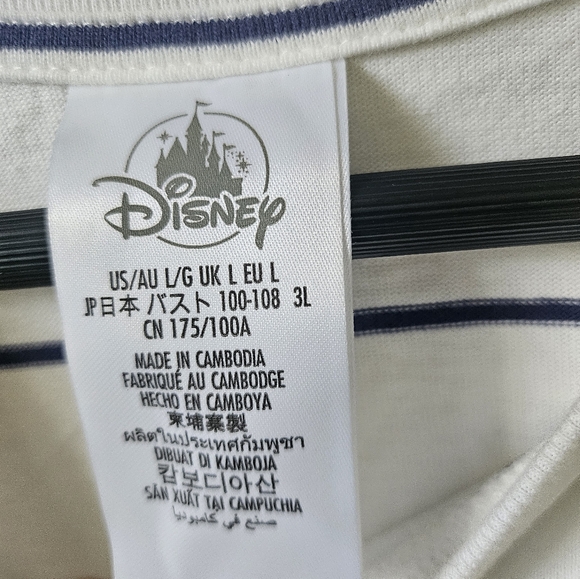 Disney
US/AU L/G UK L EU L
JP日本 バスト 100-108 3L
CN 175/100A
MADE IN CAMBODIA
FABRIQUÉ AU CAMBODGE
HECHO EN CAMBOYA
柬埔寨製
ผลิตในประเทศกัมพูชา
DIBUAT DI KAMBOJA
캄보디아산
SẢN XUẤT TẠI CAMPUCHIA
صنع في كامبوديا